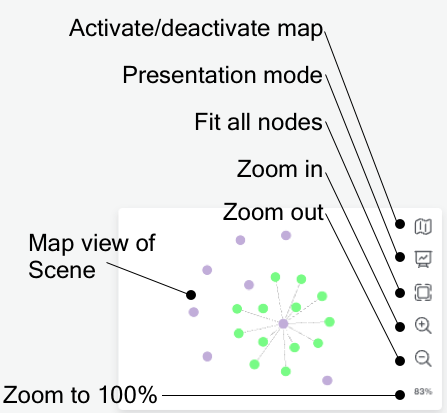 Activate/deactivate map
Presentation mode
Fit all nodes
Zoom in
Zoom out
Map view of
Scene
Zoom to 100%
83%